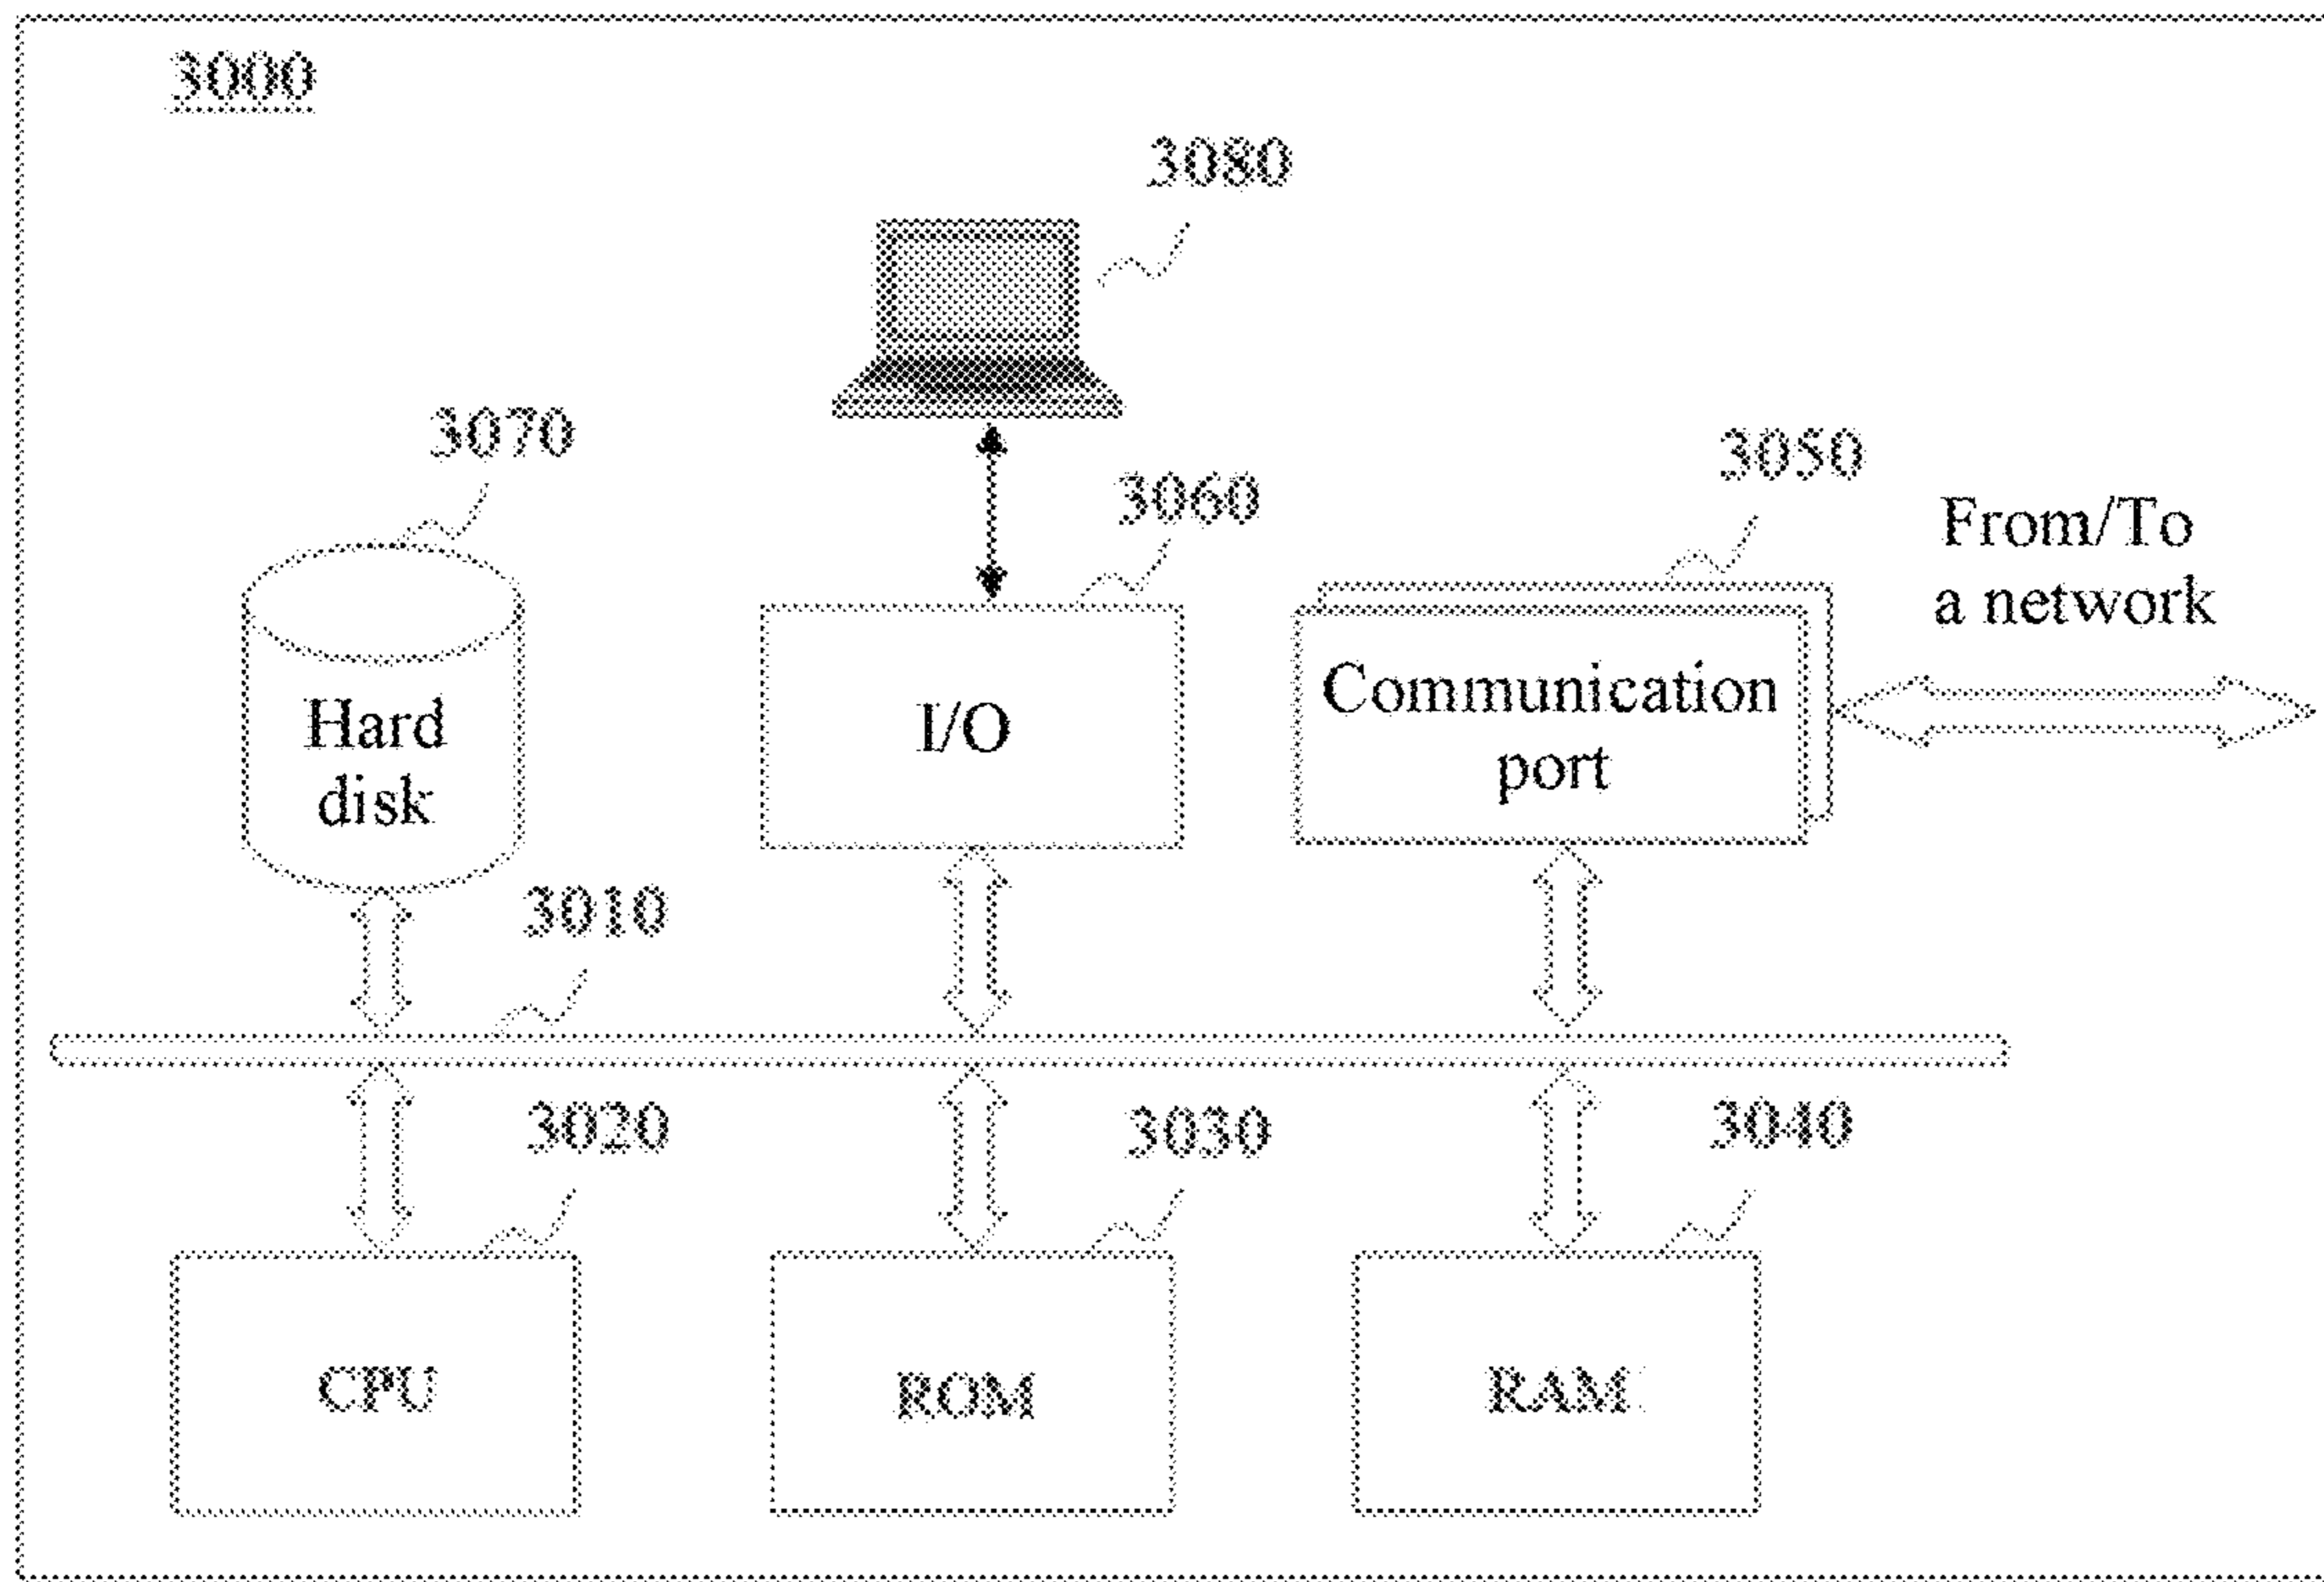 3000
3080
3070
3060
3050
From/To
a network
Hard
disk
I/O
Communication
port
3010
3020
3030
3040
CPU
ROM
RAM